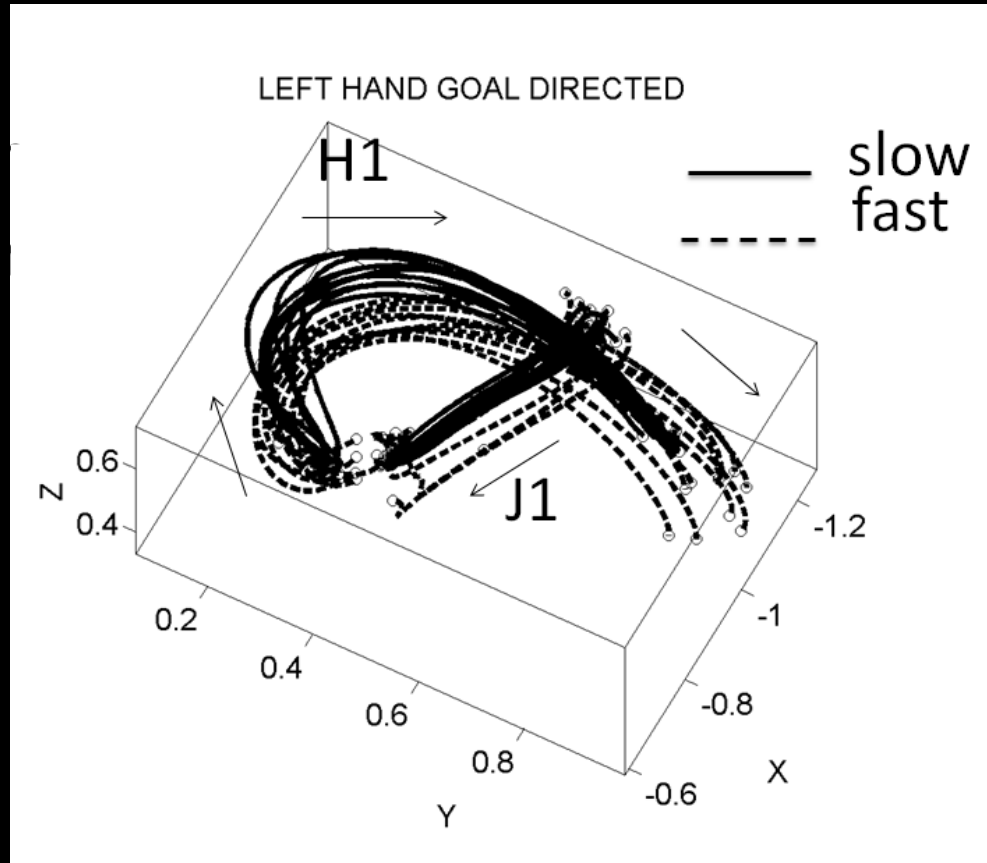 LEFT HAND GOAL DIRECTED
H1
slow
fast
J1
Z
0.6
0.4
0.2
0.4
0.6
0.8
Y
-1.2
-1
-0.8
-0.6
X